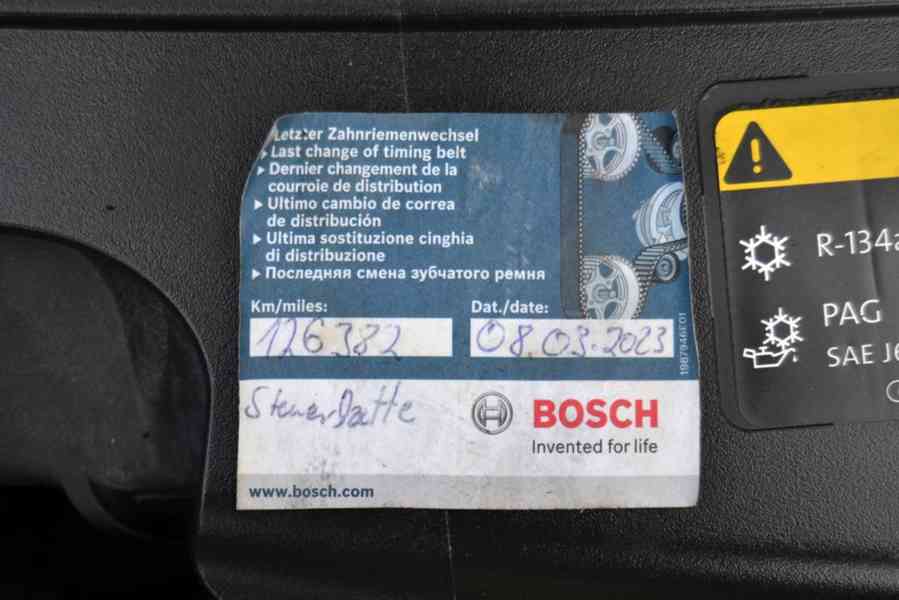 Letzter Zahnriemenwechsel
▸ Last change of timing belt
▸ Dernier changement de la
courroie de distribution
▸ Ultimo cambio de correa
de distribución
▸ Ultima sostituzione cinghia
di distribuzione
▸ Последняя смена зубчатого ремня
Km/miles:
126382
Dat./date:
08.03.2023
1987946E01
BOSCH
Invented for life
www.bosch.com
R-134a
PAG
SAE